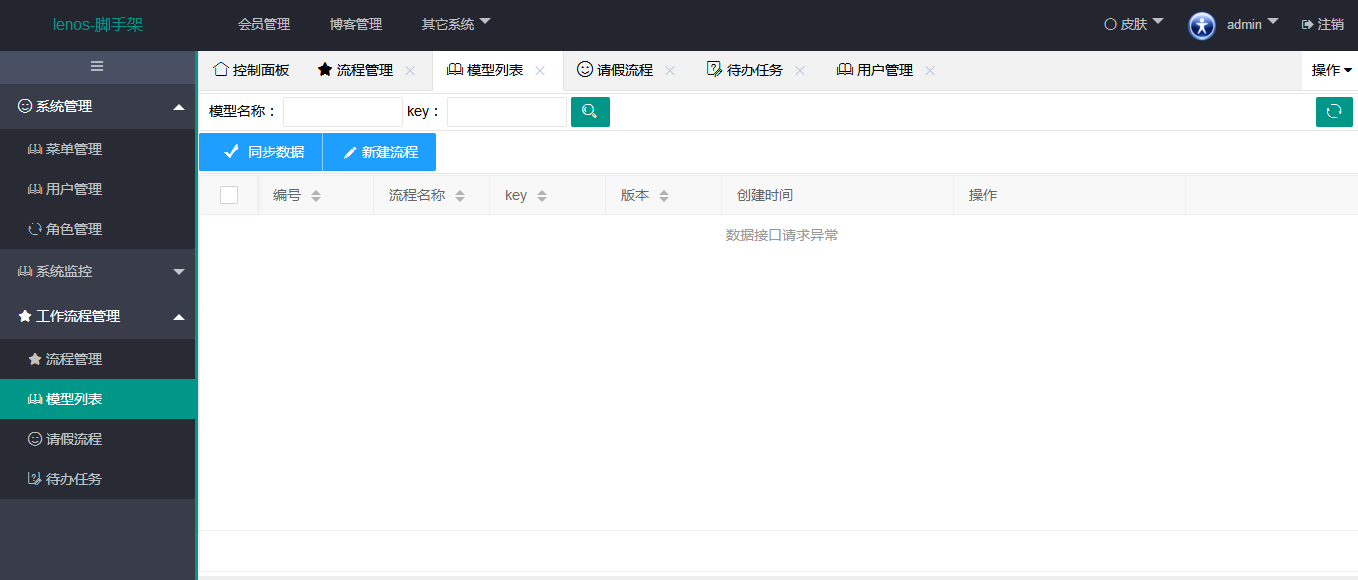 lenos-脚手架 会员管理 博客管理 其它系统 皮肤 admin 注销
控制面板 流程管理 模型列表 请假流程 待办任务 用户管理 操作
系统管理
菜单管理
用户管理
角色管理
系统监控
工作流程管理
流程管理
模型列表
请假流程
待办任务
模型名称： key：
同步数据 新建流程
编号 流程名称 key 版本 创建时间 操作
数据接口请求异常